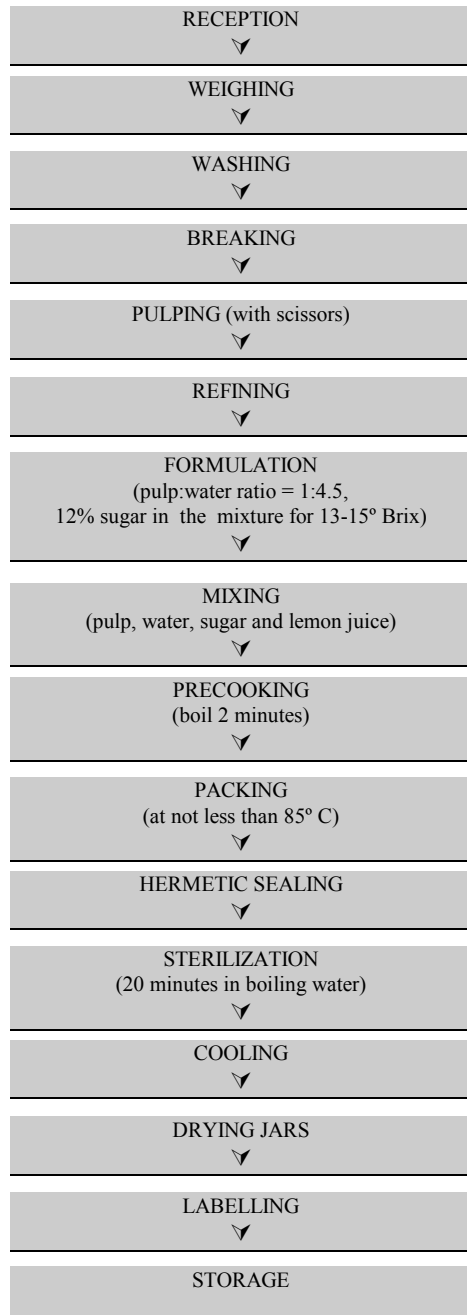 RECEPTION
WEIGHING
WASHING
BREAKING
PULPING (with scissors)
REFINING
FORMULATION
(pulp:water ratio = 1:4.5,
12% sugar in the mixture for 13-15º Brix)
MIXING
(pulp, water, sugar and lemon juice)
PRECOOKING
(boil 2 minutes)
PACKING
(at not less than 85º C)
HERMETIC SEALING
STERILIZATION
(20 minutes in boiling water)
COOLING
DRYING JARS
LABELLING
STORAGE